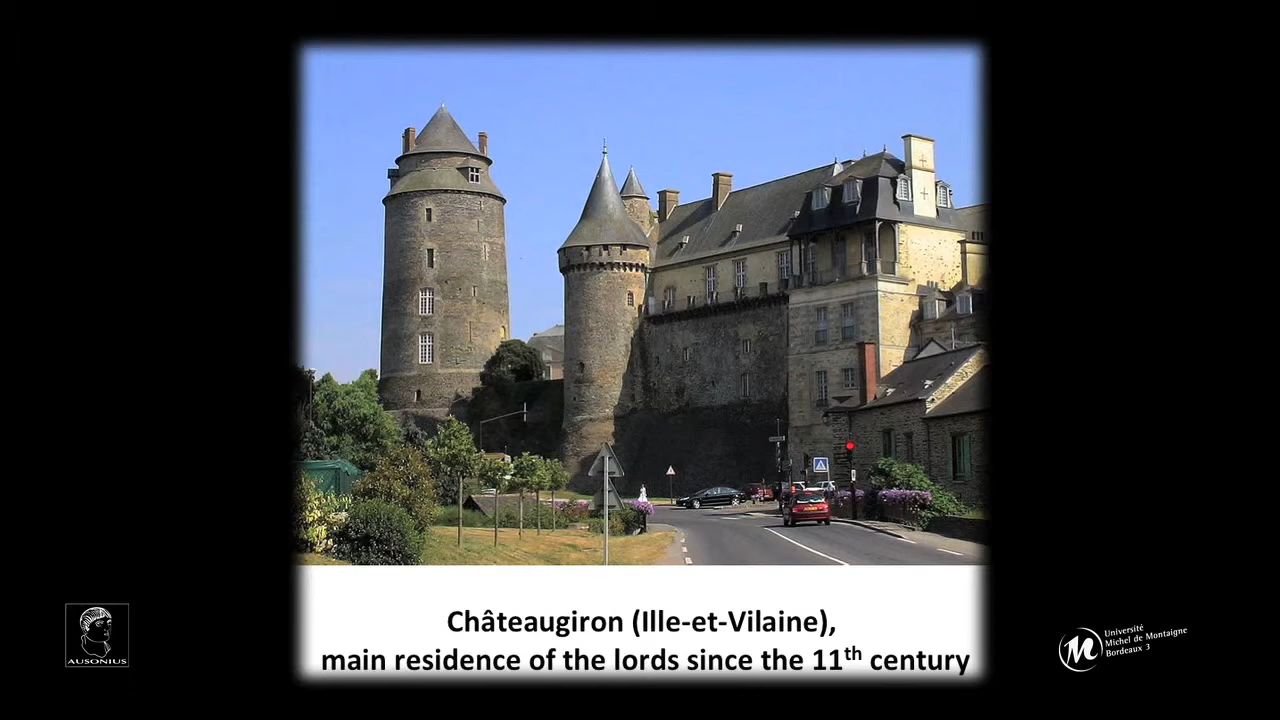 Châteaugiron (Ille-et-Vilaine),
main residence of the lords since the 11th century
AUSONIUS
Université
Michel de Montaigne
Bordeaux 3